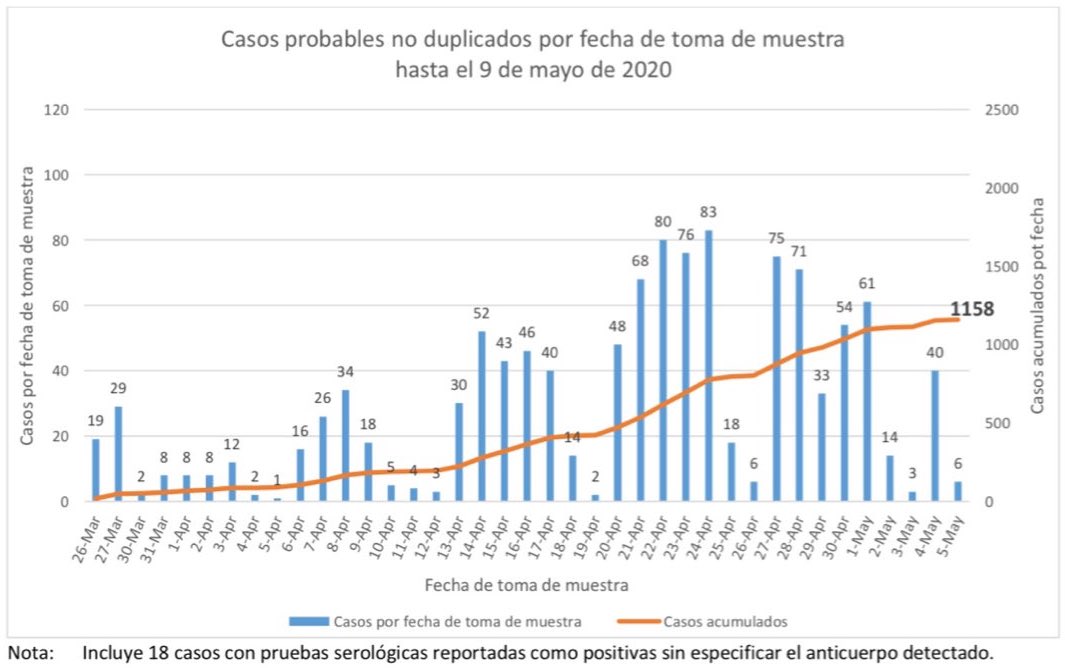 Casos probables no duplicados por fecha de toma de muestra
hasta el 9 de mayo de 2020
Casos por fecha de toma de muestra
120
100
80
60
40
20
0
19
29
2
8
8
8
12
2
1
16
26
34
18
5
4
3
30
52
43
46
40
14
2
48
68
80
76
83
18
6
75
71
33
54
61
14
3
40
6
1158
2500
2000
1500
1000
500
0
Casos acumulados pot fecha
26-Mar
27-Mar
30-Mar
31-Mar
1-Apr
2-Apr
3-Apr
4-Apr
5-Apr
6-Apr
7-Apr
8-Apr
9-Apr
10-Apr
11-Apr
12-Apr
13-Apr
14-Apr
15-Apr
16-Apr
17-Apr
18-Apr
19-Apr
20-Apr
21-Apr
22-Apr
23-Apr
24-Apr
25-Apr
26-Apr
27-Apr
28-Apr
29-Apr
30-Apr
1-May
2-May
3-May
4-May
5-May
Fecha de toma de muestra
Casos por fecha de toma de muestra
Casos acumulados
Nota: Incluye 18 casos con pruebas serológicas reportadas como positivas sin especificar el anticuerpo detectado.